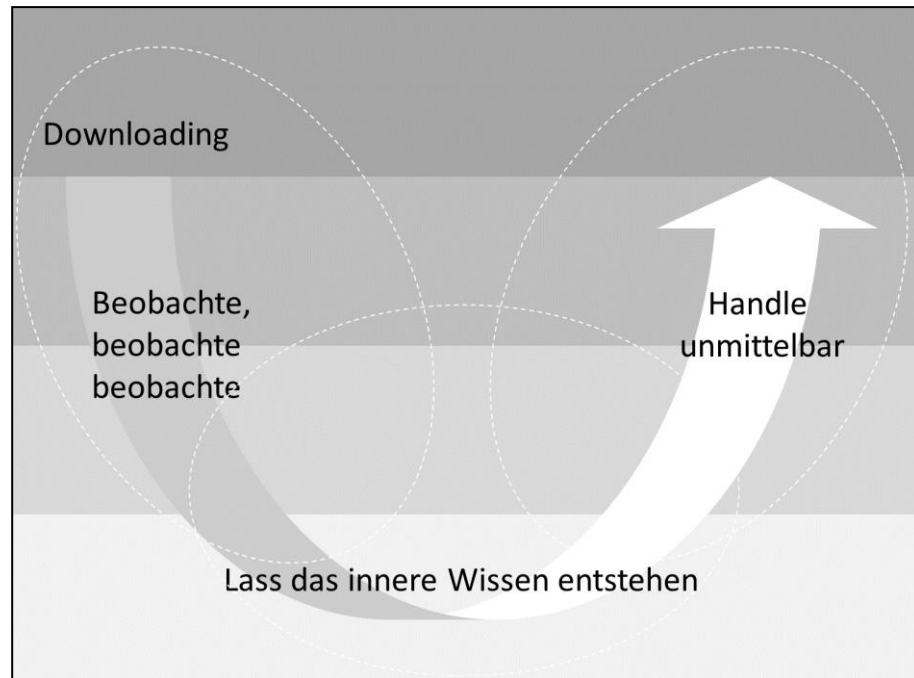 Downloading
Beobachte,
beobachte
beobachte
Handle
unmittelbar
Lass das innere Wissen entstehen